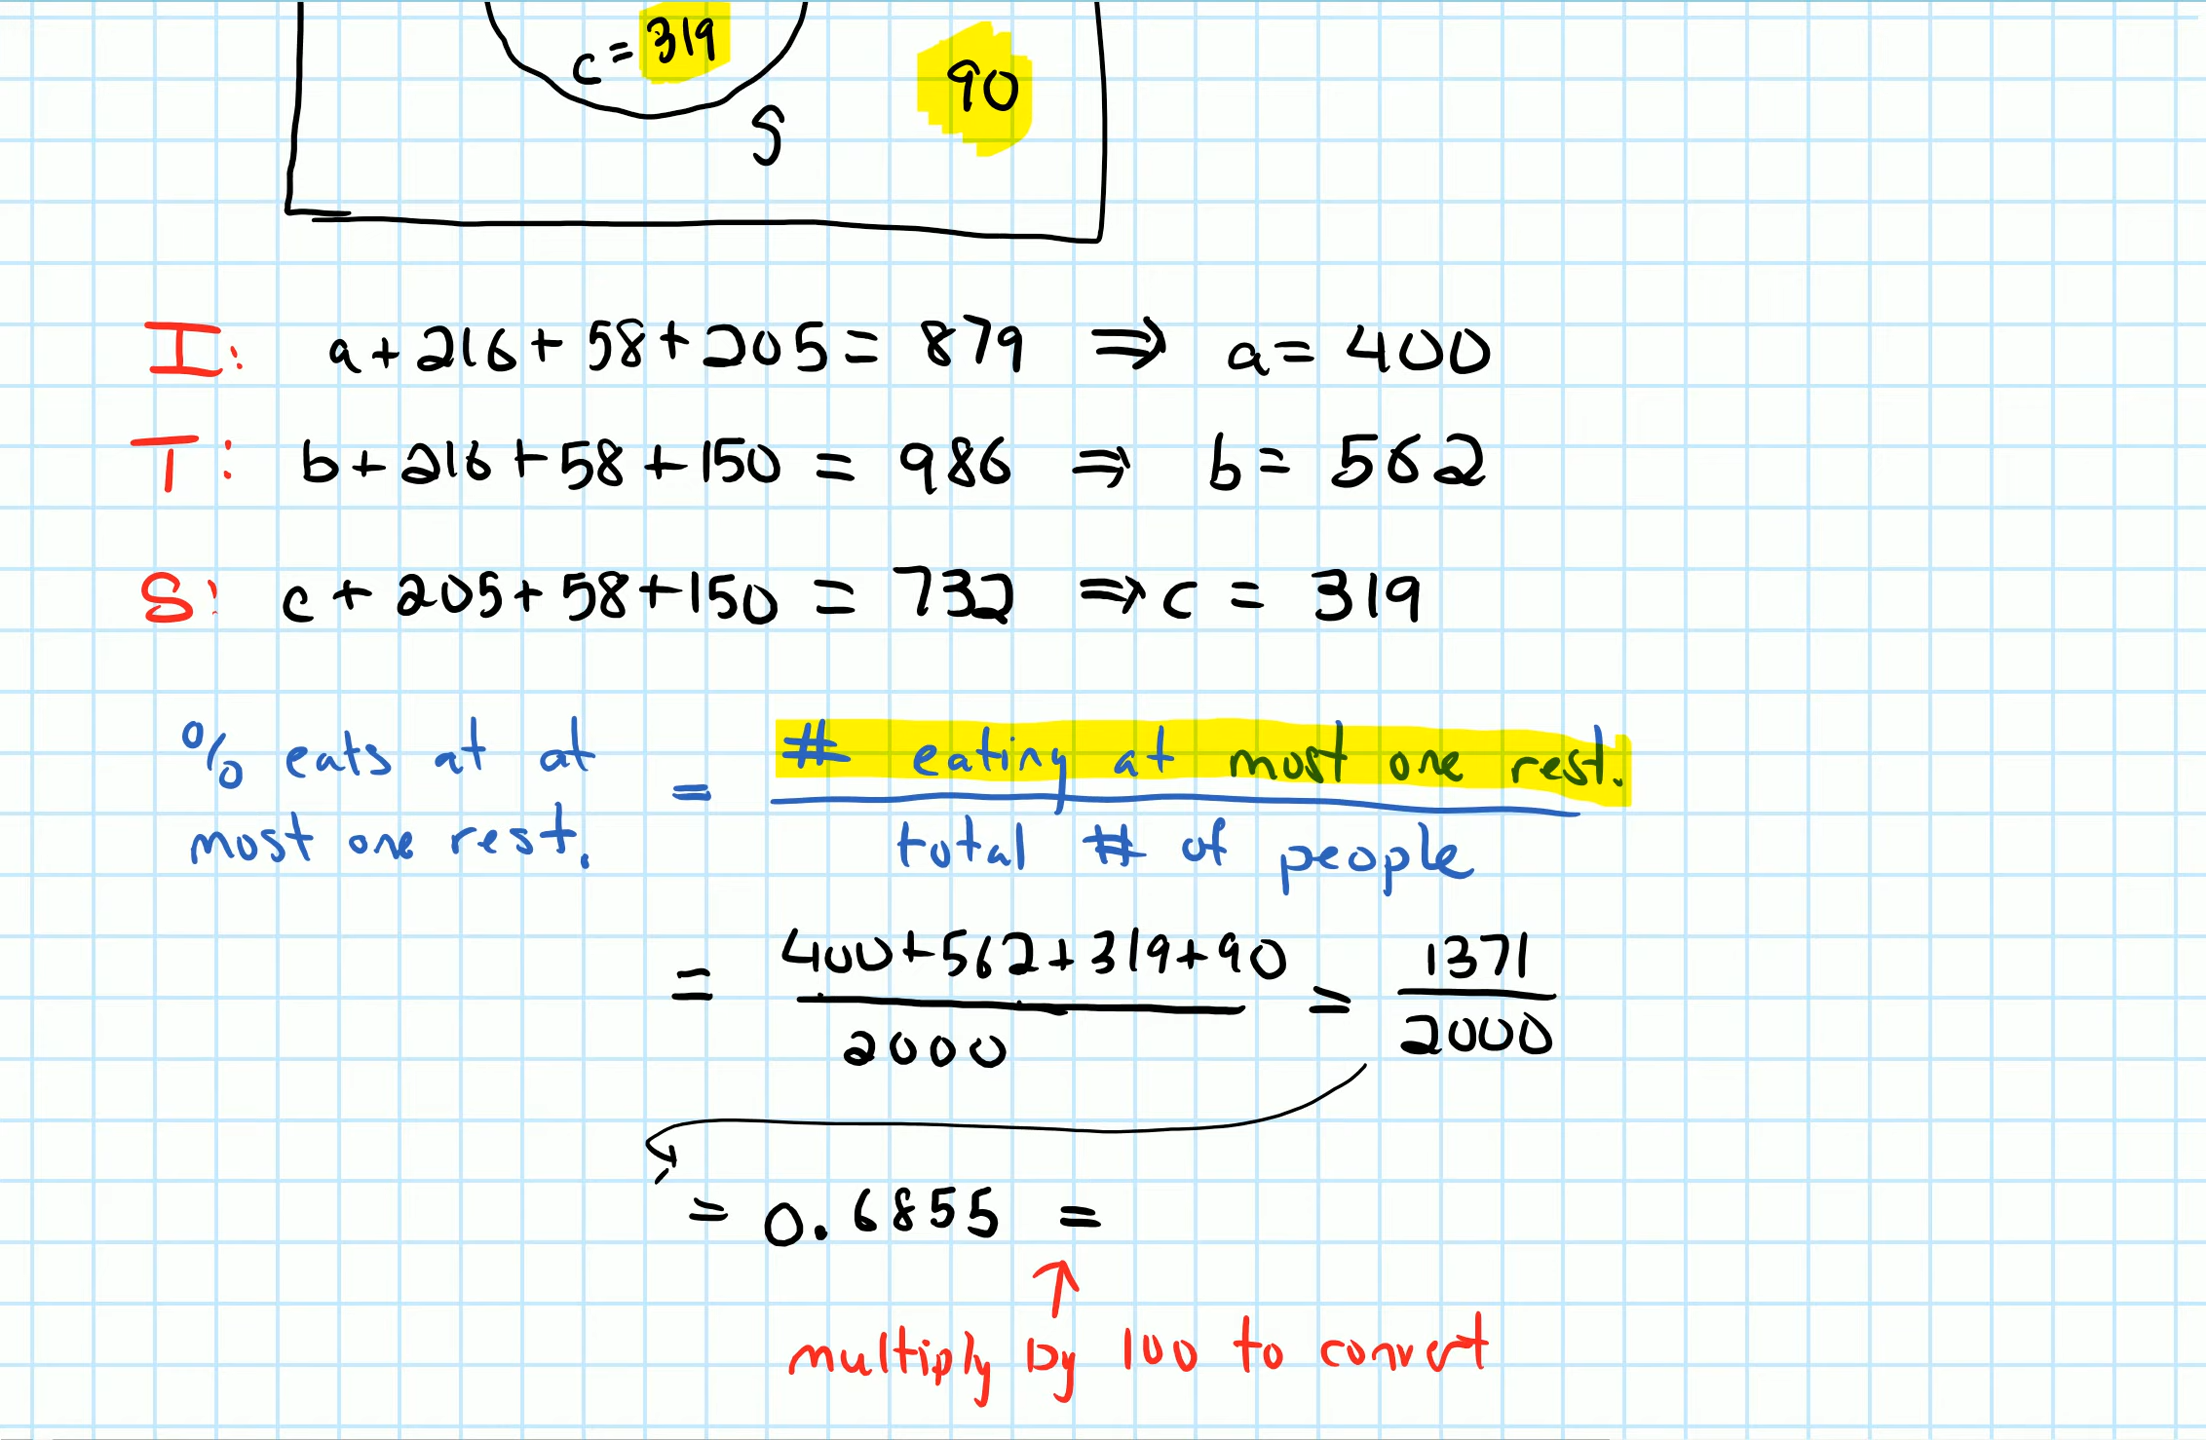 c = 319
90
S
I: a + 216 + 58 + 205 = 879 ⇒ a = 400
T: b + 216 + 58 + 150 = 986 ⇒ b = 562
S: c + 205 + 58 + 150 = 732 ⇒ c = 319
% eats at at
most one rest.
= # eating at most one rest.
total # of people
= 400+562+319+90 = 1371
2000 2000
= 0.6855 =
↑
multiply by 100 to convert